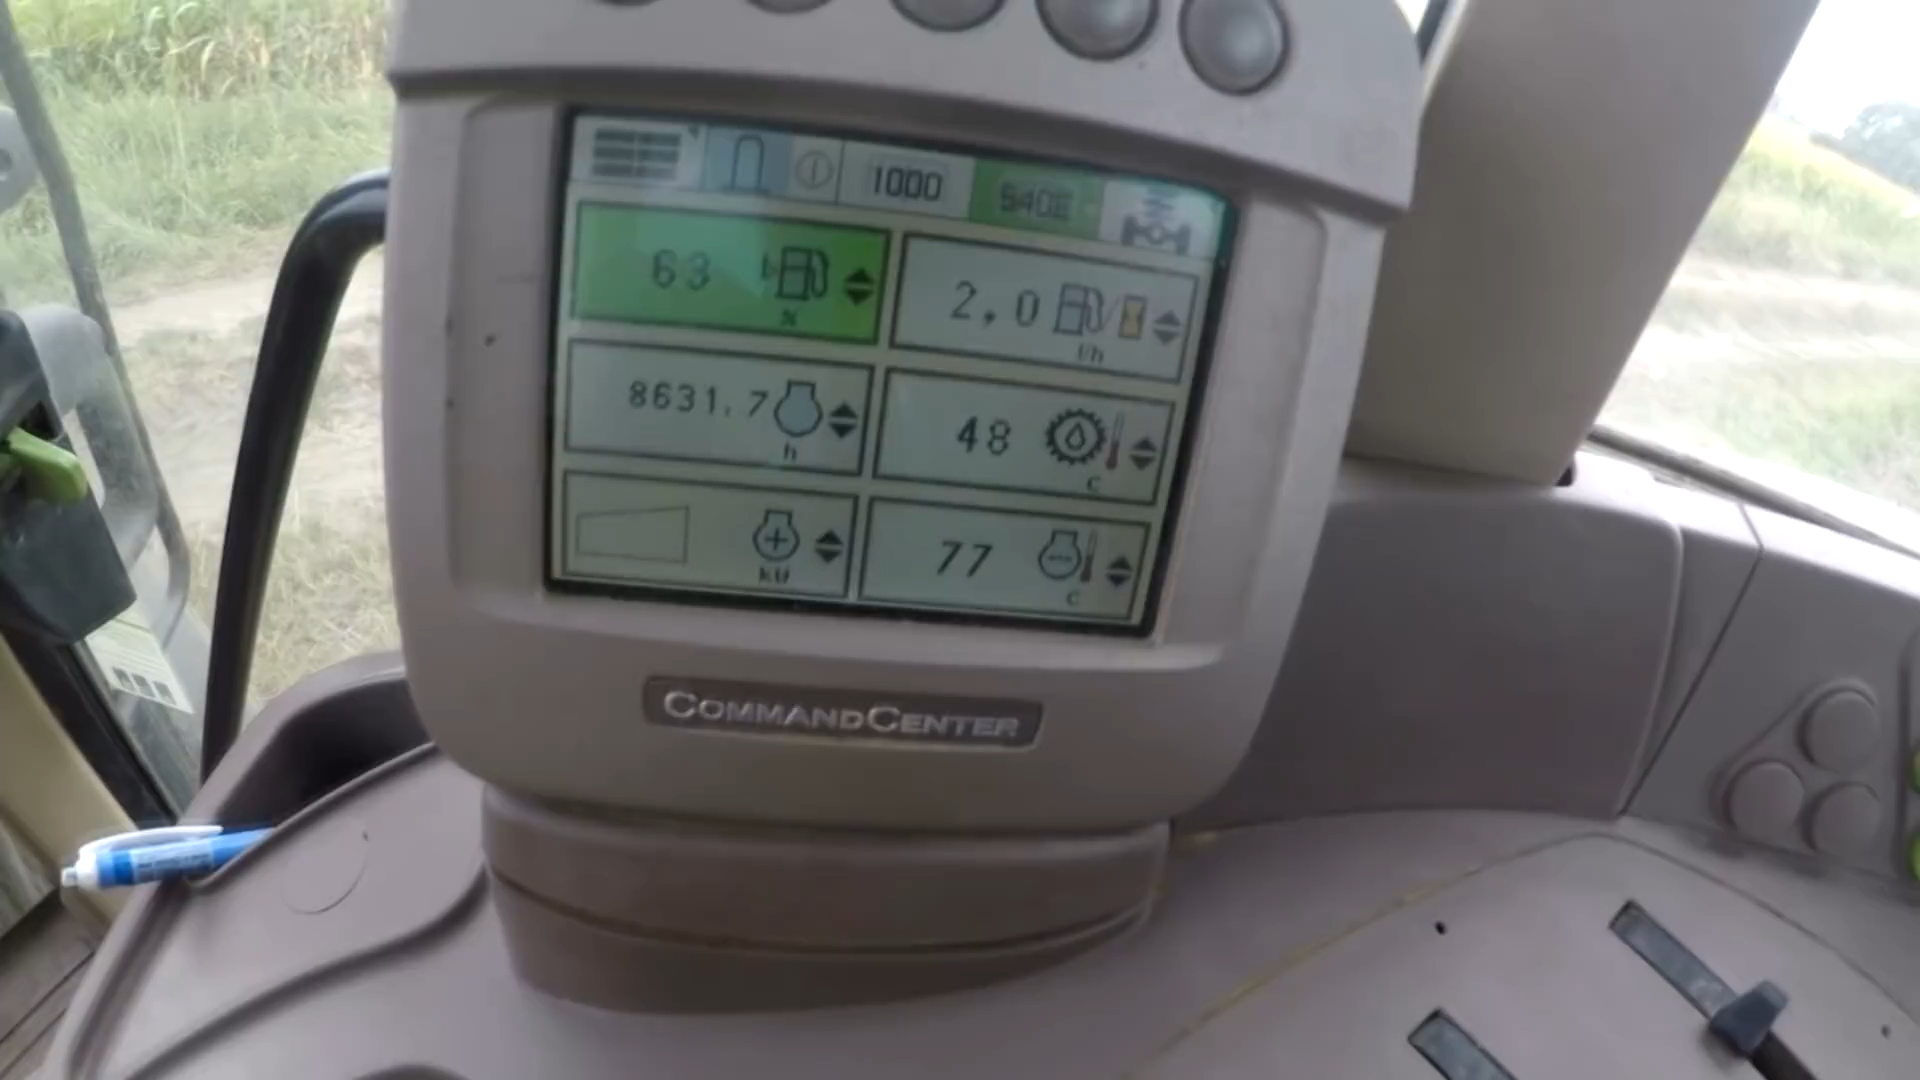 1000 540E
63 %
2,0 l/h
8631,7 h
48 C
kW
77 C
COMMANDCENTER